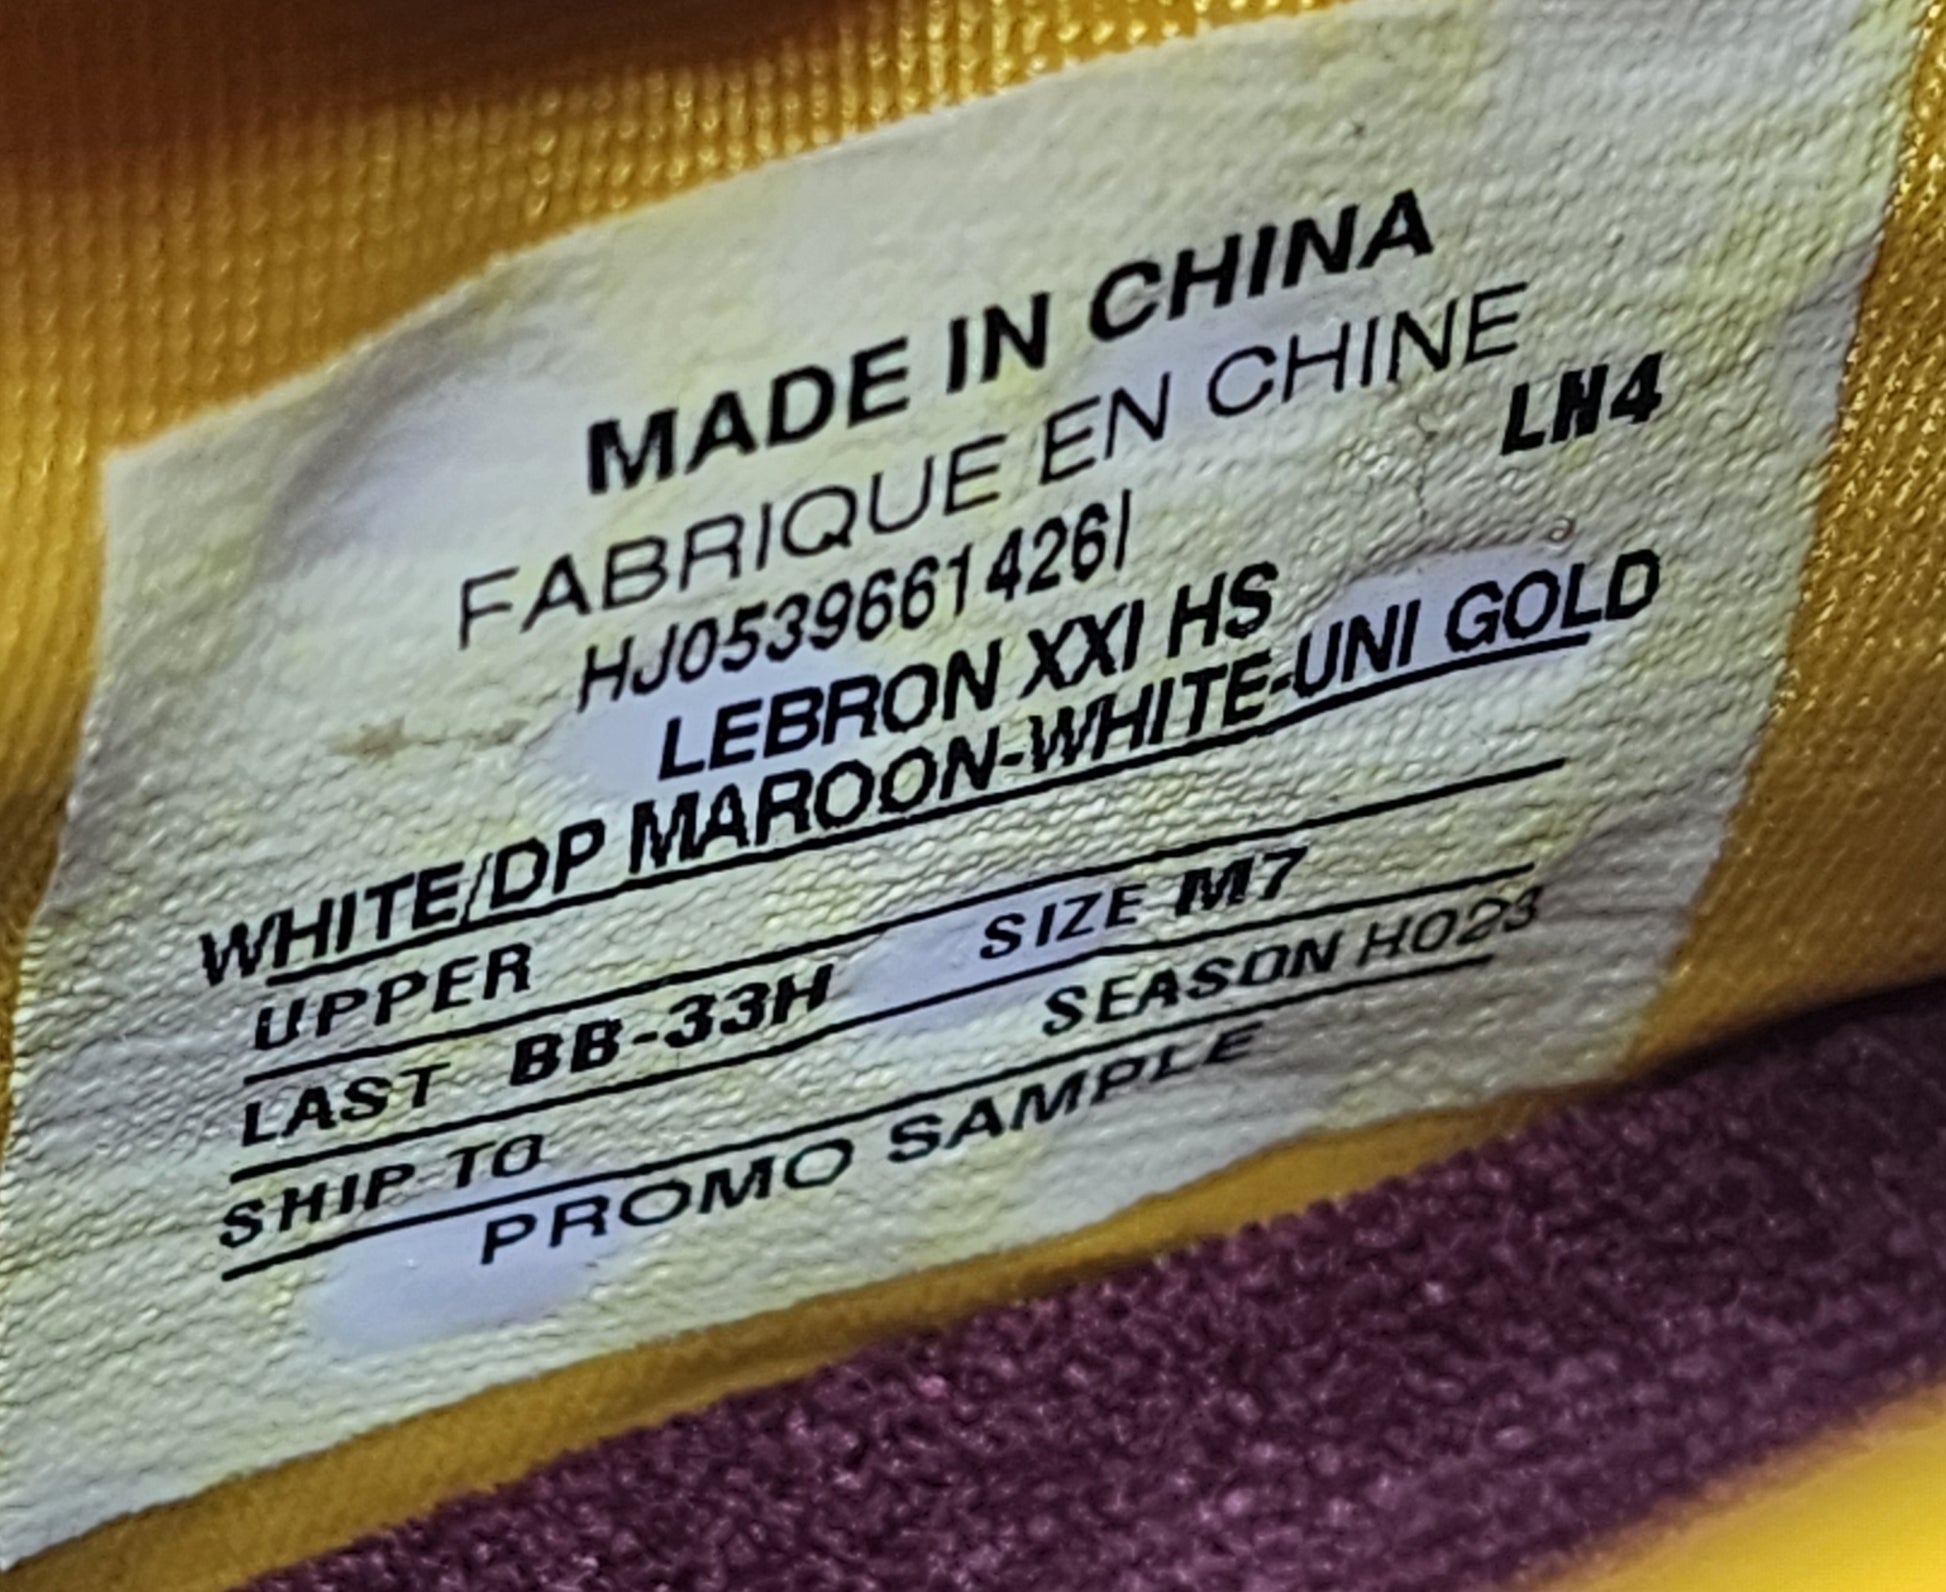 MADE IN CHINA
FABRIQUE EN CHINE
LN4
HJ0539661426I
LEBRON XXI HS
WHITE/DP MAROON-WHITE-UNI GOLD
UPPER
LAST BB-33H SIZE M7
SHIP TO SEASON HO23
PROMO SAMPLE